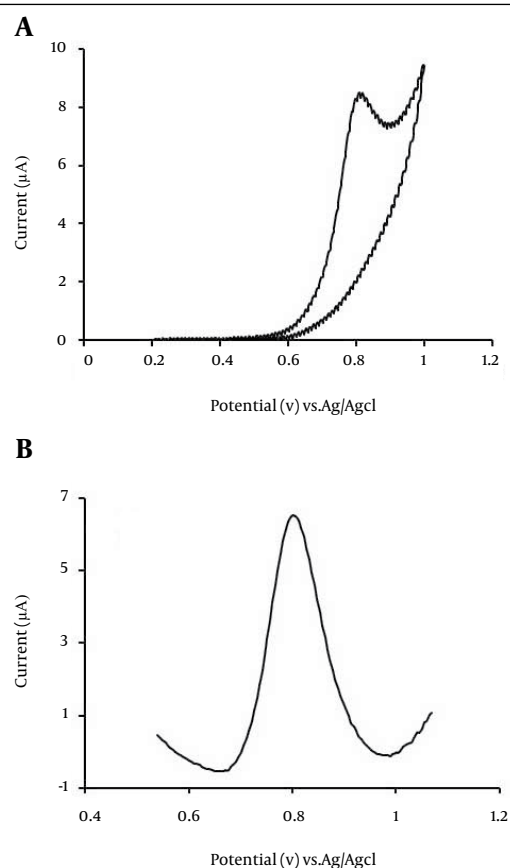 A
10
8
6
4
2
0
0 0.2 0.4 0.6 0.8 1 1.2
Current (µA)
Potential (v) vs.Ag/Agcl
B
7
5
3
1
-1
0.4 0.6 0.8 1 1.2
Current (µA)
Potential (v) vs.Ag/Agcl